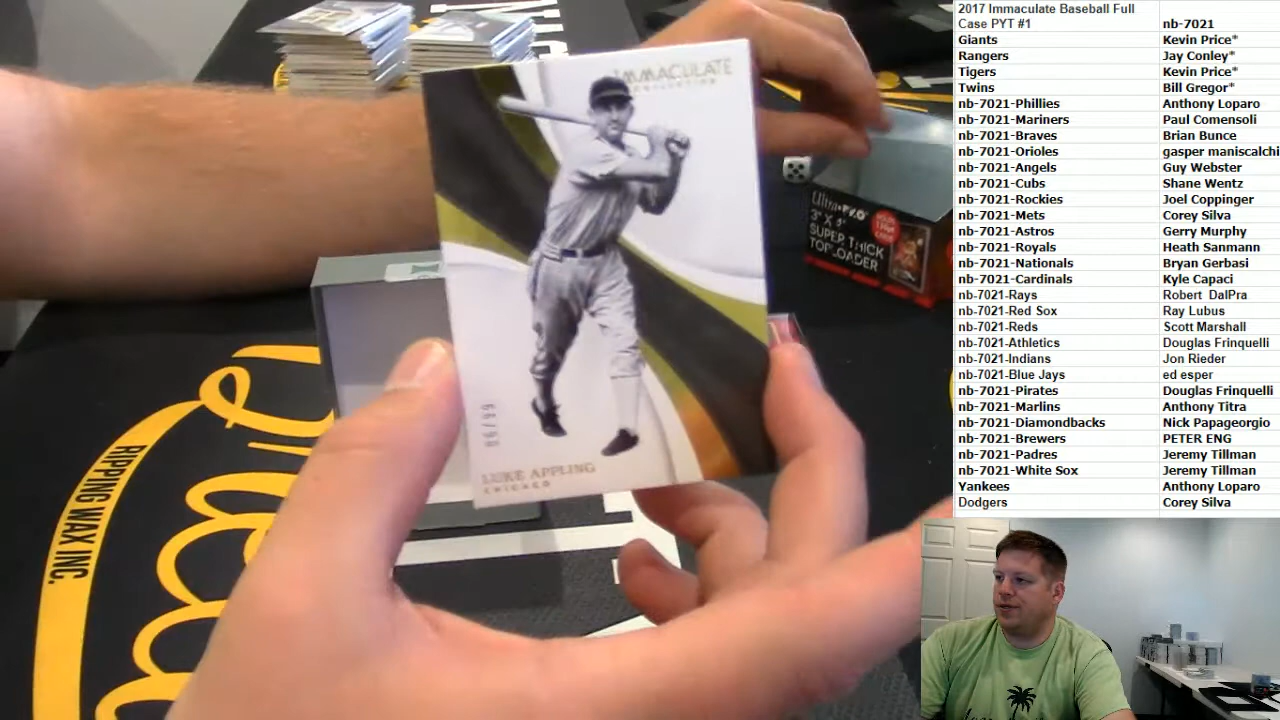 IMMACULATE
COLLECTION
LUKE APPLING
CHICAGO
Ultra PRO
3" X 4"
SUPER THICK
TOPLOADER
RIPPING WAX INC.
2017 Immaculate Baseball Full
Case PYT #1 nb-7021
Giants Kevin Price*
Rangers Jay Conley*
Tigers Kevin Price*
Twins Bill Gregor*
nb-7021-Phillies Anthony Loparo
nb-7021-Mariners Paul Comensoli
nb-7021-Braves Brian Bunce
nb-7021-Orioles gasper maniscalchi
nb-7021-Angels Guy Webster
nb-7021-Cubs Shane Wentz
nb-7021-Rockies Joel Coppinger
nb-7021-Mets Corey Silva
nb-7021-Astros Gerry Murphy
nb-7021-Royals Heath Sanmann
nb-7021-Nationals Bryan Gerbasi
nb-7021-Cardinals Kyle Capaci
nb-7021-Rays Robert DalPra
nb-7021-Red Sox Ray Lubus
nb-7021-Reds Scott Marshall
nb-7021-Athletics Douglas Frinquelli
nb-7021-Indians Jon Rieder
nb-7021-Blue Jays ed esper
nb-7021-Pirates Douglas Frinquelli
nb-7021-Marlins Anthony Titra
nb-7021-Diamondbacks Nick Papageorgio
nb-7021-Brewers PETER ENG
nb-7021-Padres Jeremy Tillman
nb-7021-White Sox Jeremy Tillman
Yankees Anthony Loparo
Dodgers Corey Silva